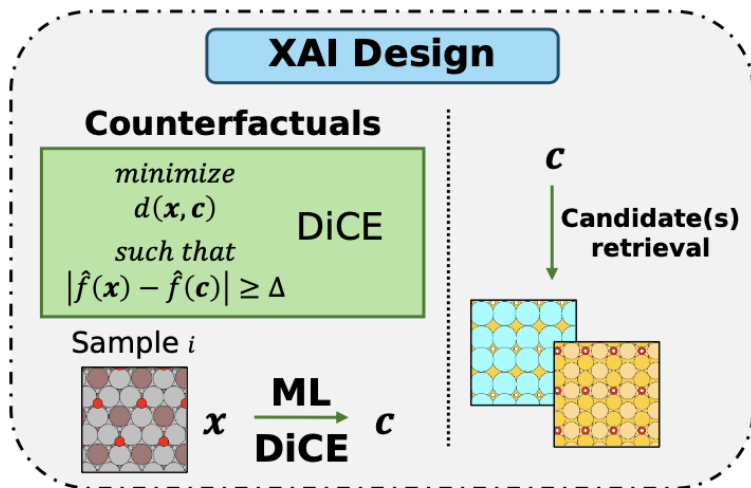 XAI Design
Counterfactuals
minimize
d(x, c)
such that
|f̂(x) − f̂(c)| ≥ Δ
DiCE
Sample i
x
ML
DiCE
c
c
Candidate(s)
retrieval